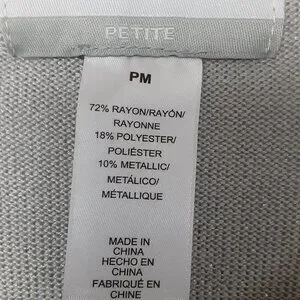 PETITE
PM
72% RAYON/RAYÓN/
RAYONNE
18% POLYESTER/
POLIÉSTER
10% METALLIC/
METÁLICO/
MÉTALLIQUE
MADE IN
CHINA
HECHO EN
CHINA
FABRIQUÉ EN
CHINE